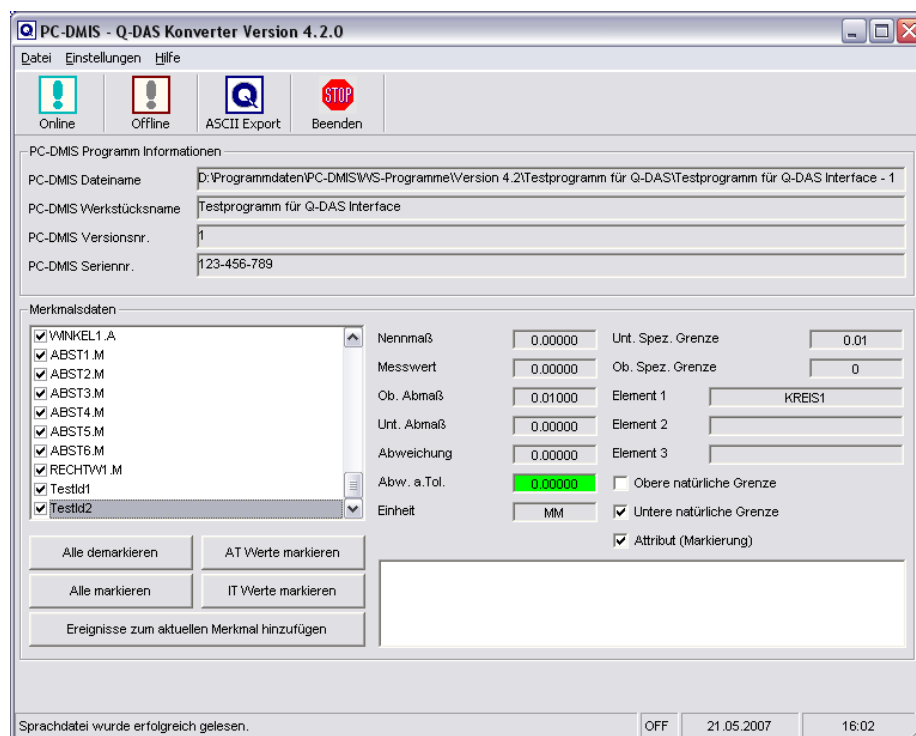 PC-DMIS - Q-DAS Konverter Version 4.2.0
Datei Einstellungen Hilfe
Online Offline ASCII Export Beenden
PC-DMIS Programm Informationen
PC-DMIS Dateiname D:\Programmdaten\PC-DMIS\WS-Programme\Version 4.2\Testprogramm für Q-DAS\Testprogramm für Q-DAS Interface - 1
PC-DMIS Werkstücksname Testprogramm für Q-DAS Interface
PC-DMIS Versionsnr. 1
PC-DMIS Seriennr. 123-456-789
Merkmalsdaten
WINKEL1.A
ABST1.M
ABST2.M
ABST3.M
ABST4.M
ABST5.M
ABST6.M
RECHTW1.M
TestId1
TestId2
Nennmaß 0.00000
Messwert 0.00000
Ob. Abmaß 0.01000
Unt. Abmaß 0.00000
Abweichung 0.00000
Abw. a.Tol. 0.00000
Einheit MM
Unt. Spez. Grenze 0.01
Ob. Spez. Grenze 0
Element 1 KREIS1
Element 2
Element 3
Obere natürliche Grenze
Untere natürliche Grenze
Attribut (Markierung)
Alle demarkieren AT Werte markieren
Alle markieren IT Werte markieren
Ereignisse zum aktuellen Merkmal hinzufügen
Sprachdatei wurde erfolgreich gelesen. OFF 21.05.2007 16:02